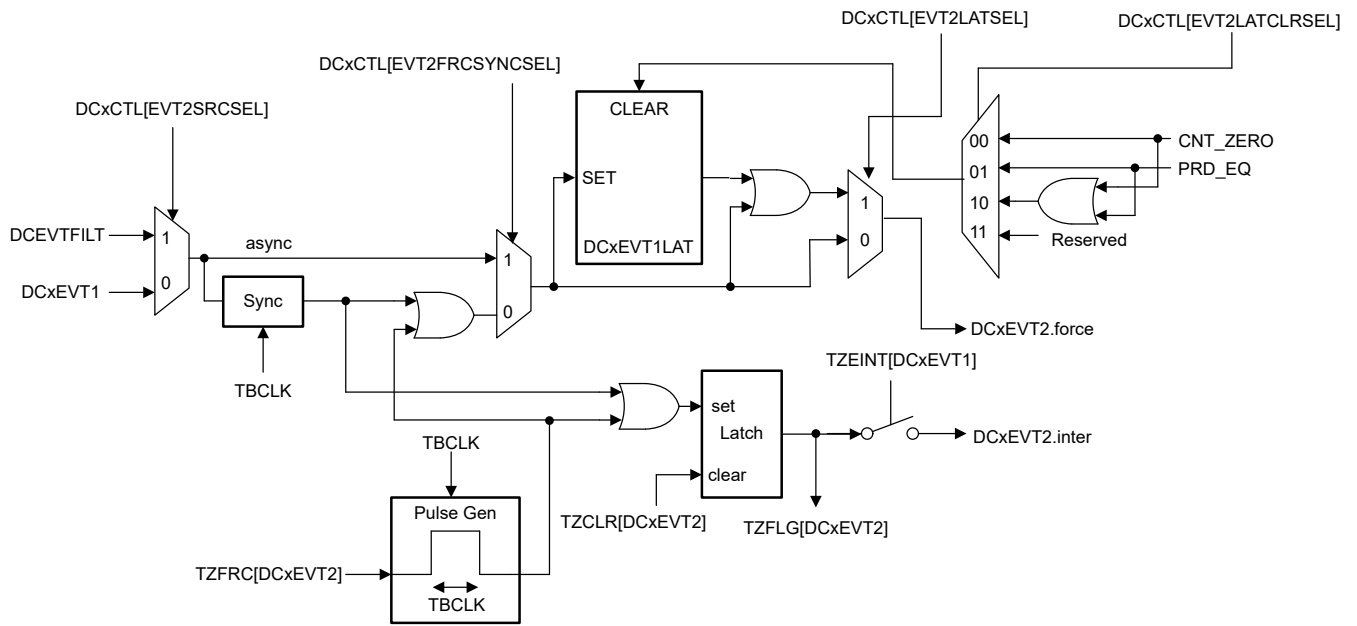 DCxCTL[EVT2LATSEL]
DCxCTL[EVT2LATCLRSEL]
DCxCTL[EVT2FRCSYNCSEL]
DCxCTL[EVT2SRCSEL]
CLEAR
SET
DCxEVT1LAT
00
01
10
11
CNT_ZERO
PRD_EQ
Reserved
1
0
DCEVTFILT
DCxEVT1
1
0
async
Sync
TBCLK
1
0
DCxEVT2.force
TZEINT[DCxEVT1]
set
Latch
clear
DCxEVT2.inter
TZCLR[DCxEVT2]
TZFLG[DCxEVT2]
TBCLK
Pulse Gen
TZFRC[DCxEVT2]
TBCLK